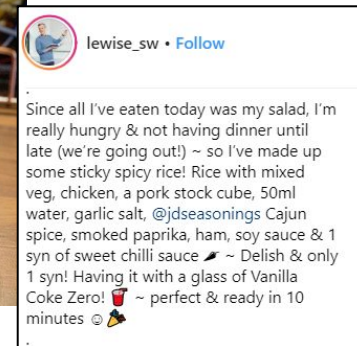 lewise_sw • Follow
.
Since all I've eaten today was my salad, I'm
really hungry & not having dinner until
late (we're going out!) ~ so I've made up
some sticky spicy rice! Rice with mixed
veg, chicken, a pork stock cube, 50ml
water, garlic salt, @jdseasonings Cajun
spice, smoked paprika, ham, soy sauce & 1
syn of sweet chilli sauce 🌶 ~ Delish & only
1 syn! Having it with a glass of Vanilla
Coke Zero! 🥤 ~ perfect & ready in 10
minutes ☺🎉
.